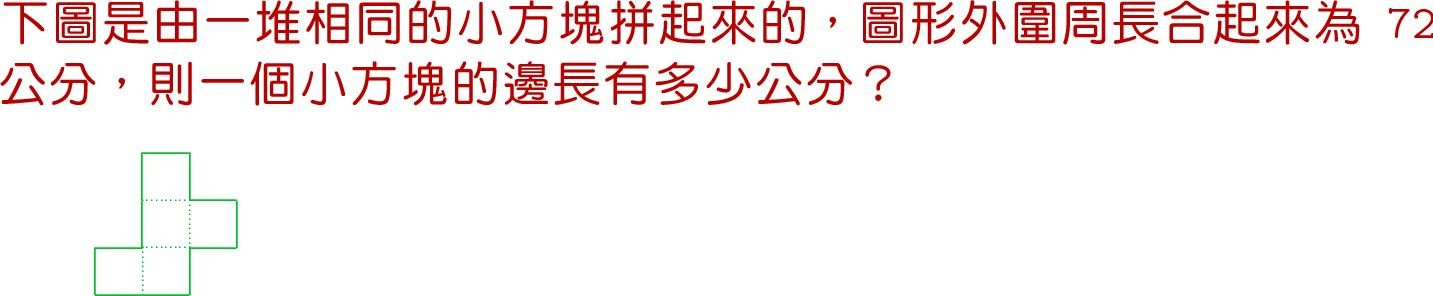 下圖是由一堆相同的小方塊拼起來的，圖形外圍周長合起來為 72
公分，則一個小方塊的邊長有多少公分？